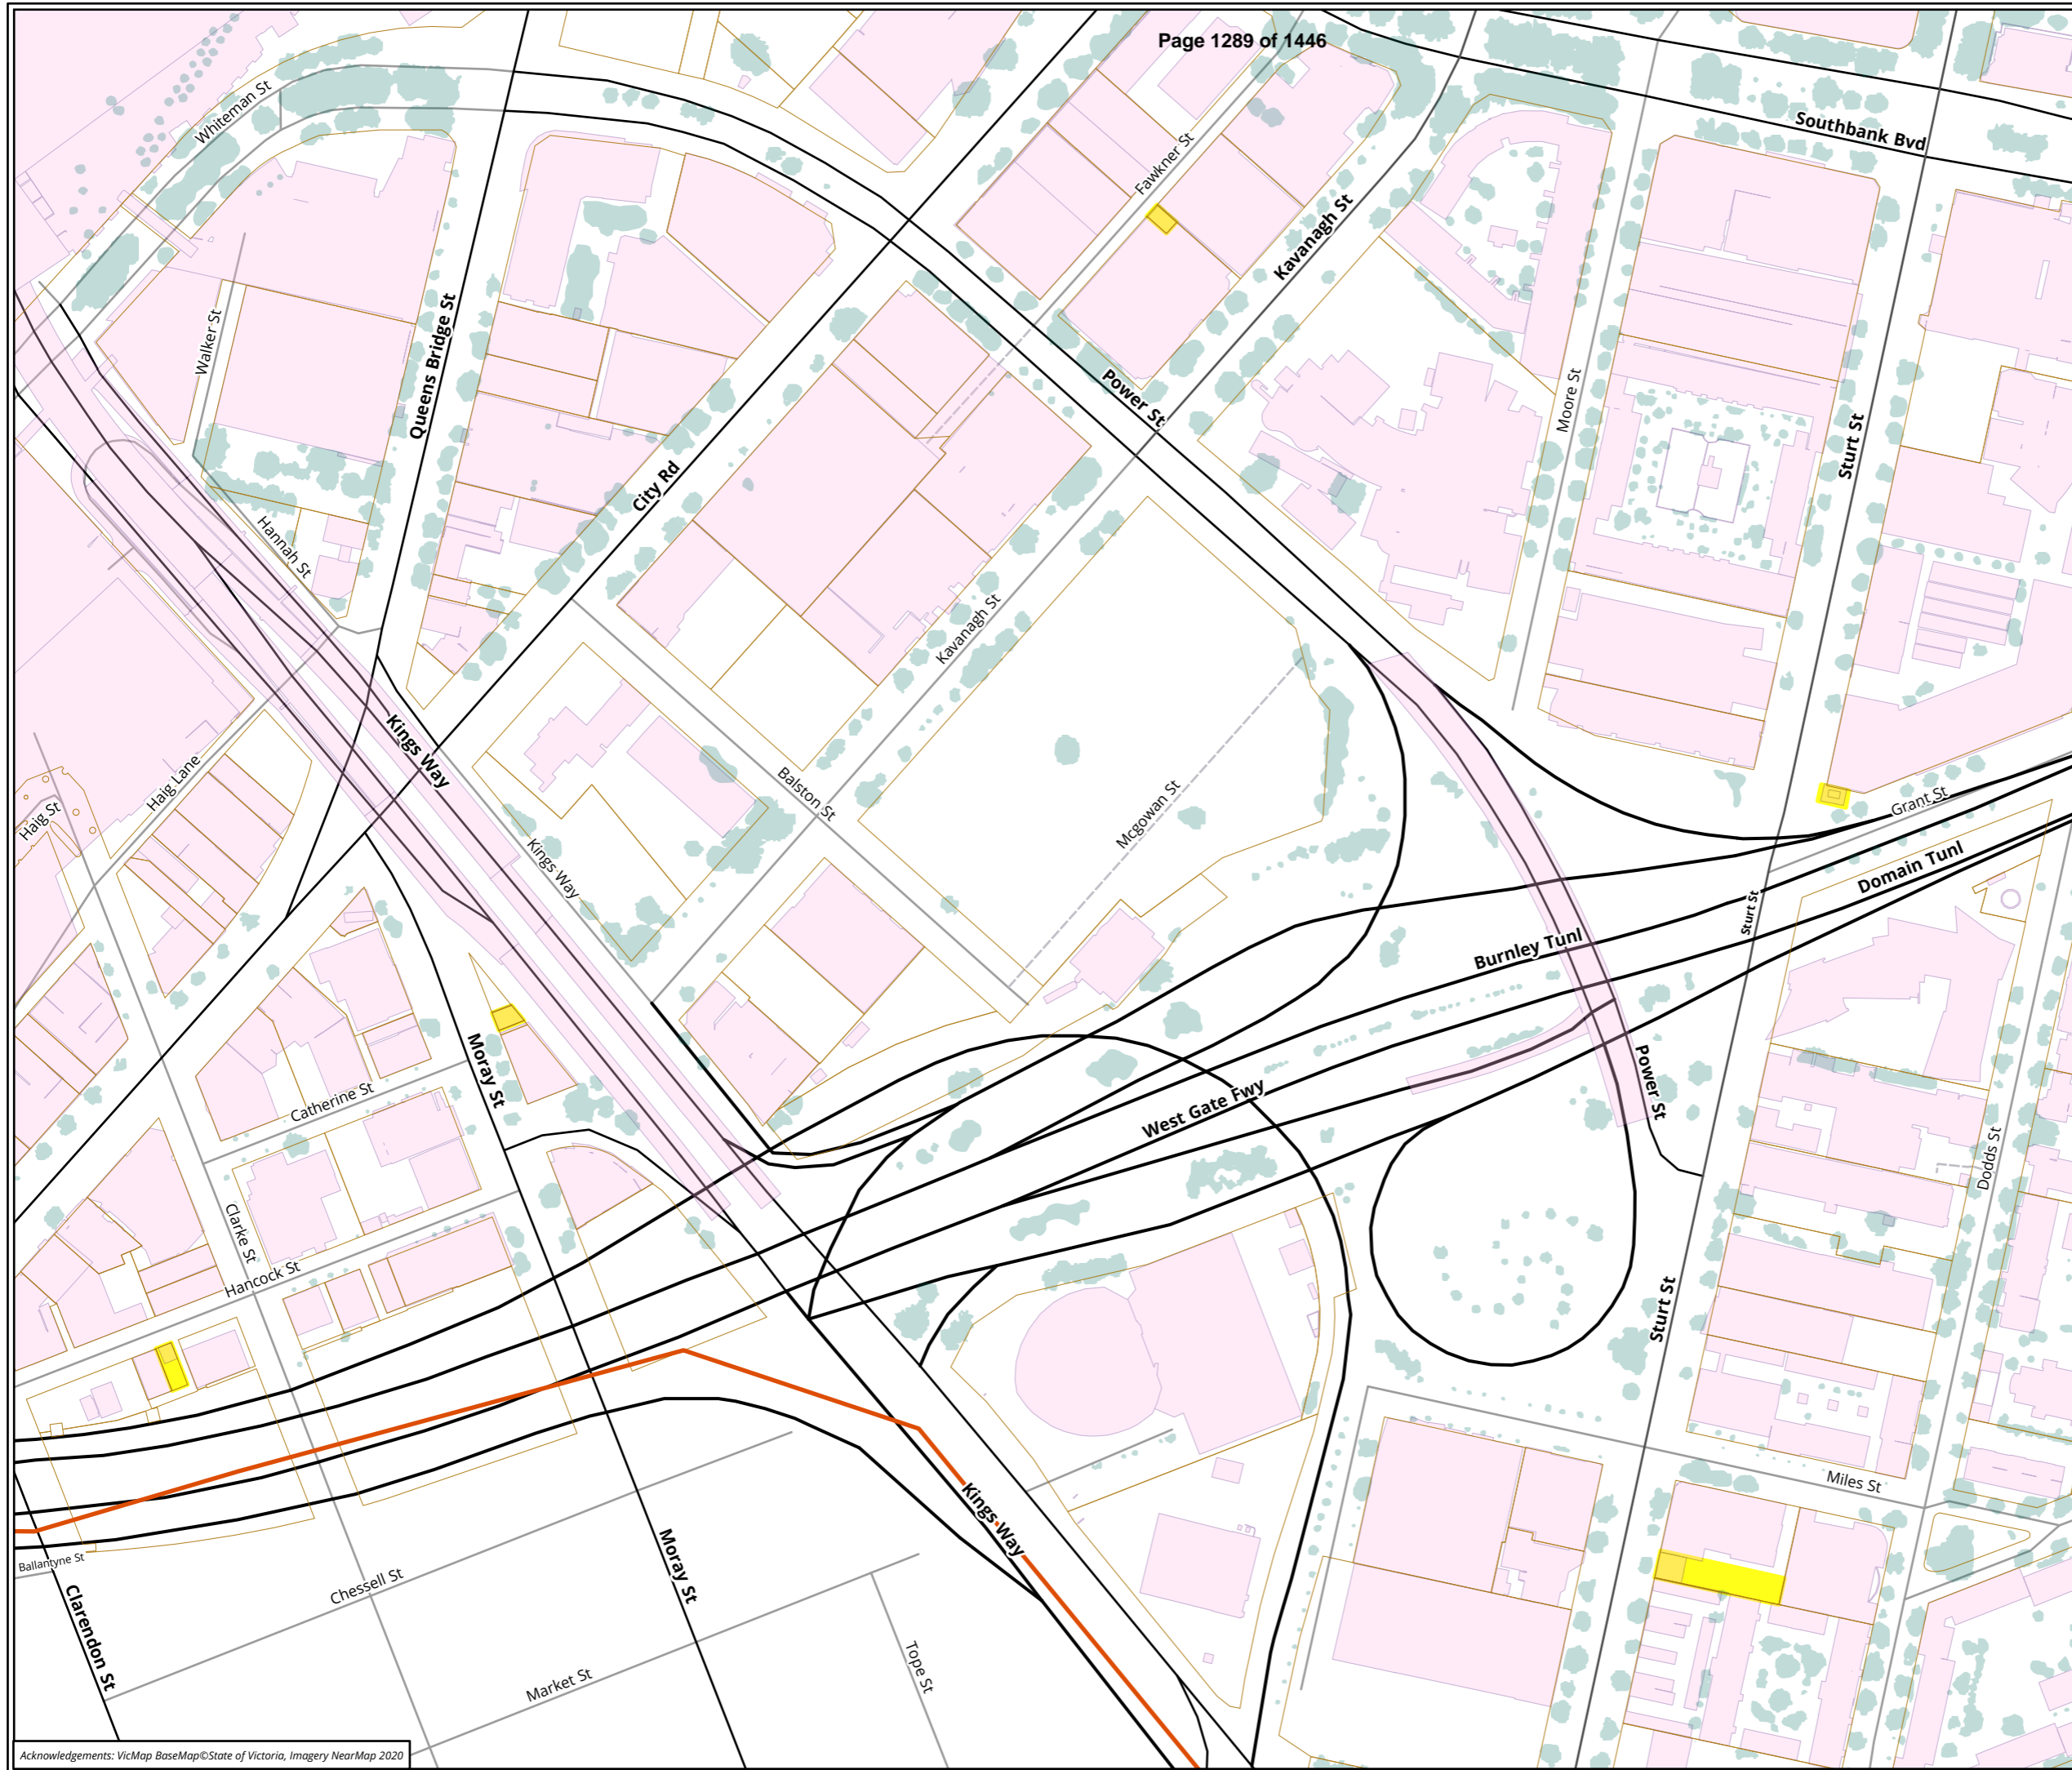 Page 1289 of 1446
Southbank Bvd
Whiteman St
Fawkner St
Kavanagh St
Walker St
Queens Bridge St
Power St
Moore St
Sturt St
City Rd
Hannah St
Kavanagh St
Kings Way
Haig Lane
Haig St
Balston St
Mcgowan St
Grant St
Kings Way
Domain Tunl
Sturt St
Burnley Tunl
Moray St
Power St
Catherine St
West Gate Fwy
Dodds St
Clarke St
Hancock St
Sturt St
Miles St
Kings Way
Ballantyne St
Chessell St
Moray St
Clarendon St
Market St
Tope St
Acknowledgements: VicMap BaseMap©State of Victoria, Imagery NearMap 2020